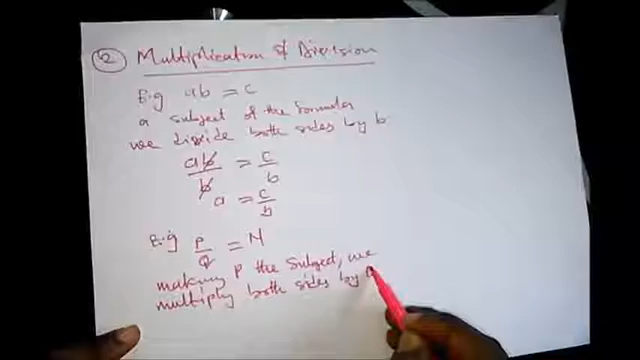 ② Multiplication & Division
E.g ab = c
a subject of the formula
we divide both sides by b
ab/b = c/b
a = c/b
E.g P/Q = N
making P the subject, we
multiply both sides by